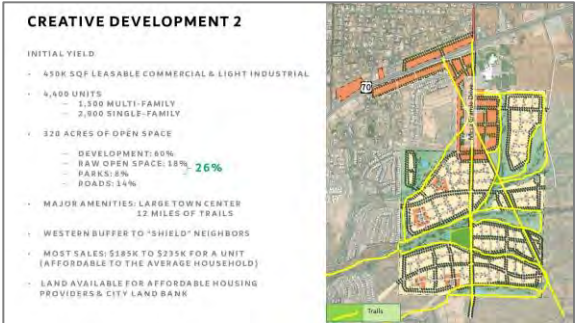 CREATIVE DEVELOPMENT 2
INITIAL YIELD
- 450K SQF LEASABLE COMMERCIAL & LIGHT INDUSTRIAL
- 4,400 UNITS
— 1,500 MULTI-FAMILY
— 2,900 SINGLE-FAMILY
- 320 ACRES OF OPEN SPACE
— DEVELOPMENT: 60%
— RAW OPEN SPACE: 18%
— PARKS: 8%
— ROADS: 14%
26%
- MAJOR AMENITIES: LARGE TOWN CENTER
12 MILES OF TRAILS
- WESTERN BUFFER TO "SHIELD" NEIGHBORS
- MOST SALES: $185K TO $235K FOR A UNIT
(AFFORDABLE TO THE AVERAGE HOUSEHOLD)
- LAND AVAILABLE FOR AFFORDABLE HOUSING
PROVIDERS & CITY LAND BANK
70
Mesa Grande Drive
Trails